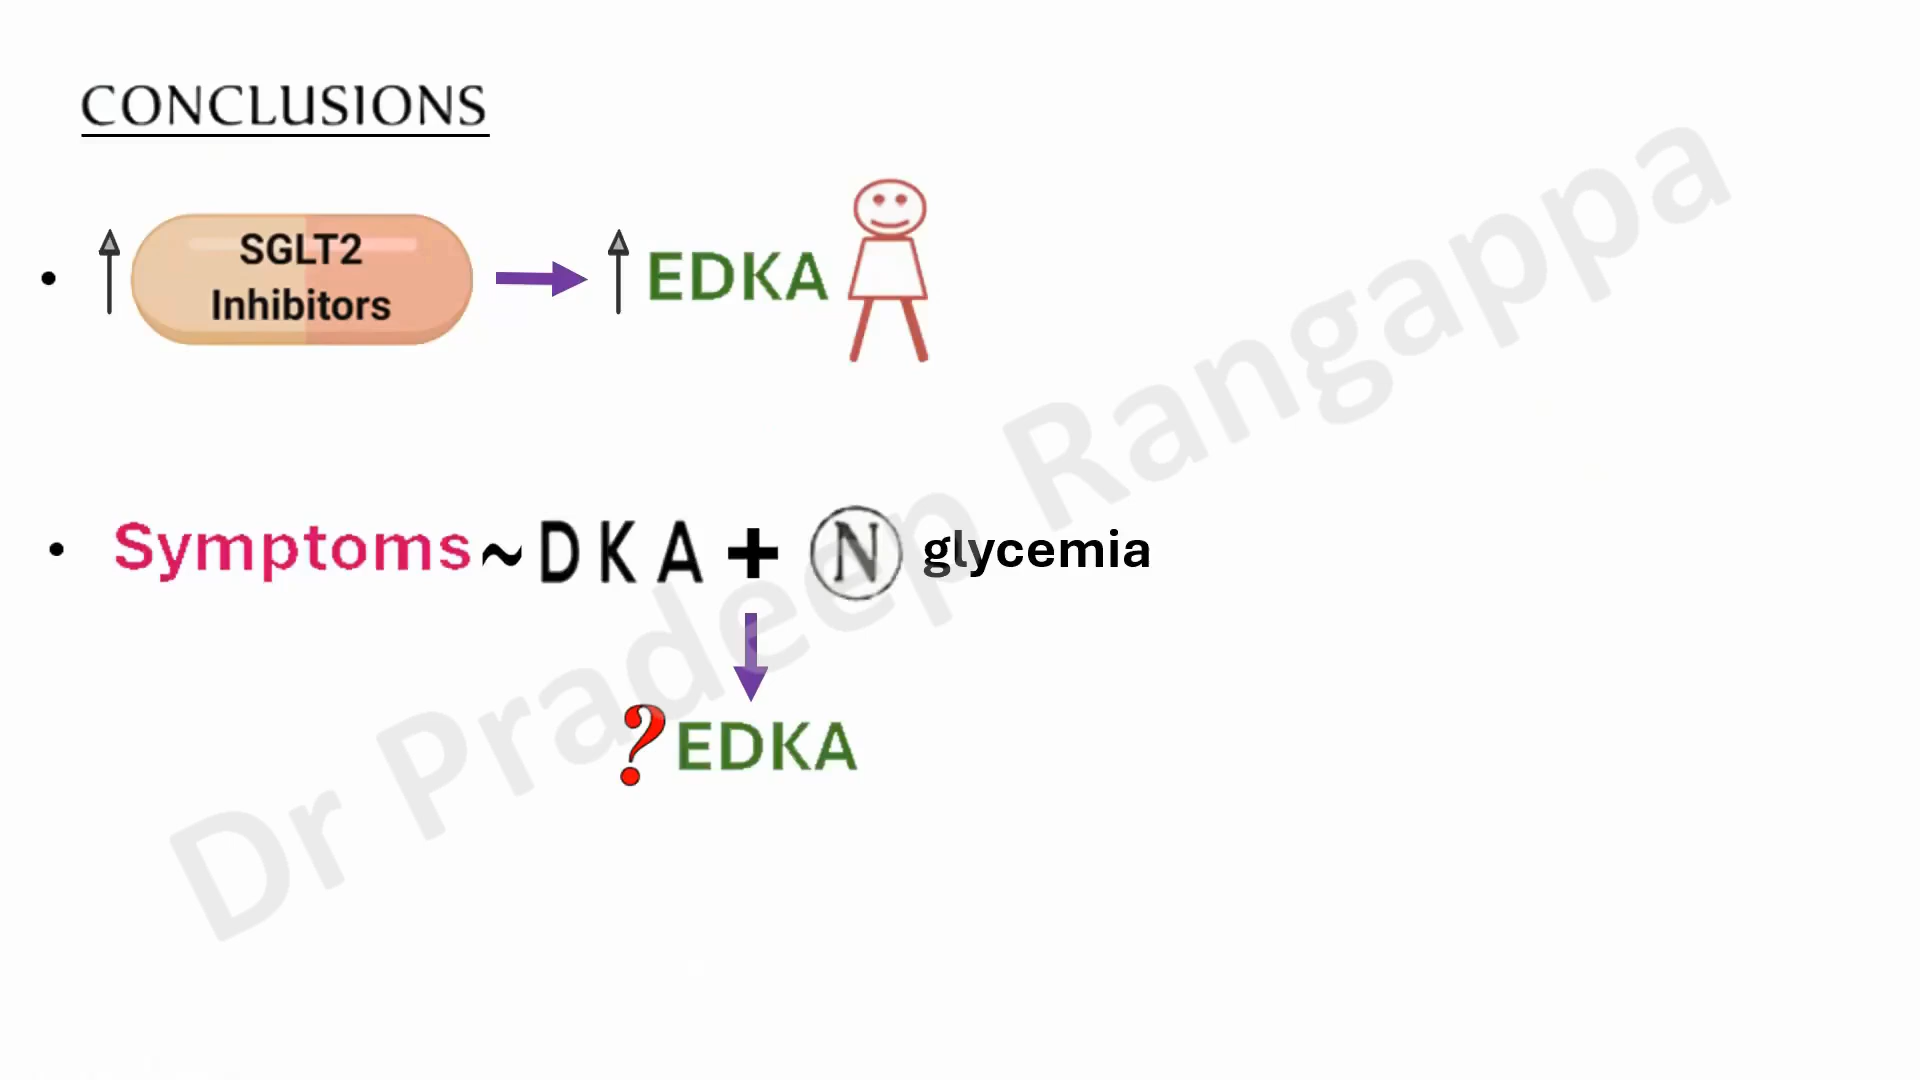 CONCLUSIONS
• ↑ SGLT2 Inhibitors → ↑ EDKA
• Symptoms ~ DKA + N glycemia
? EDKA
Dr Pradeep Rangappa